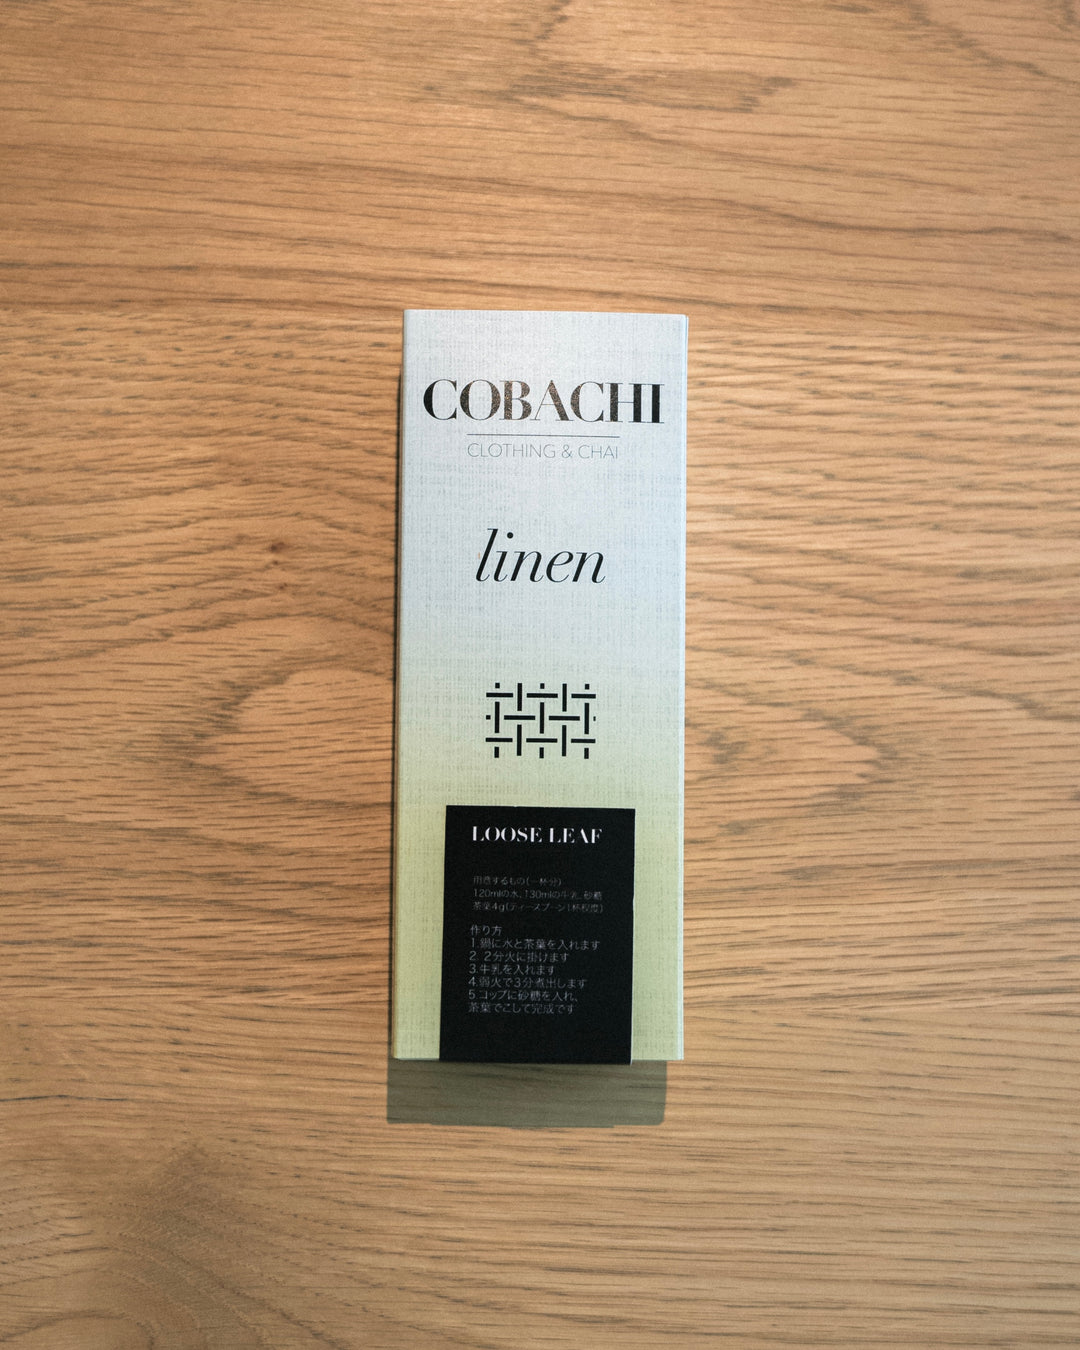 COBACHI
CLOTHING & CHAI
linen
LOOSE LEAF
用意するもの(一杯分)
120mlの水、130mlの牛乳、砂糖
茶葉4g(ティースプーン1杯程度)
作り方
1.鍋に水と茶葉を入れます
2. 2分火に掛けます
3.牛乳を入れます
4.弱火で3分煮出します
5.コップに砂糖を入れ、
茶葉でこして完成です